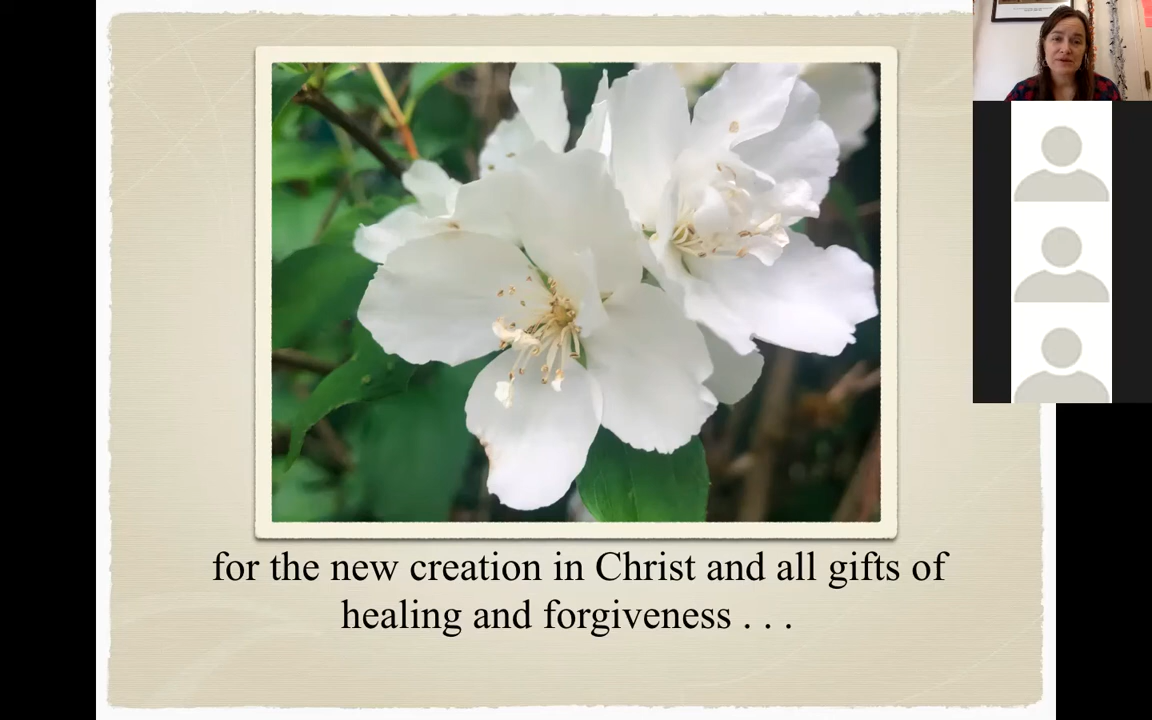 for the new creation in Christ and all gifts of
healing and forgiveness . . .